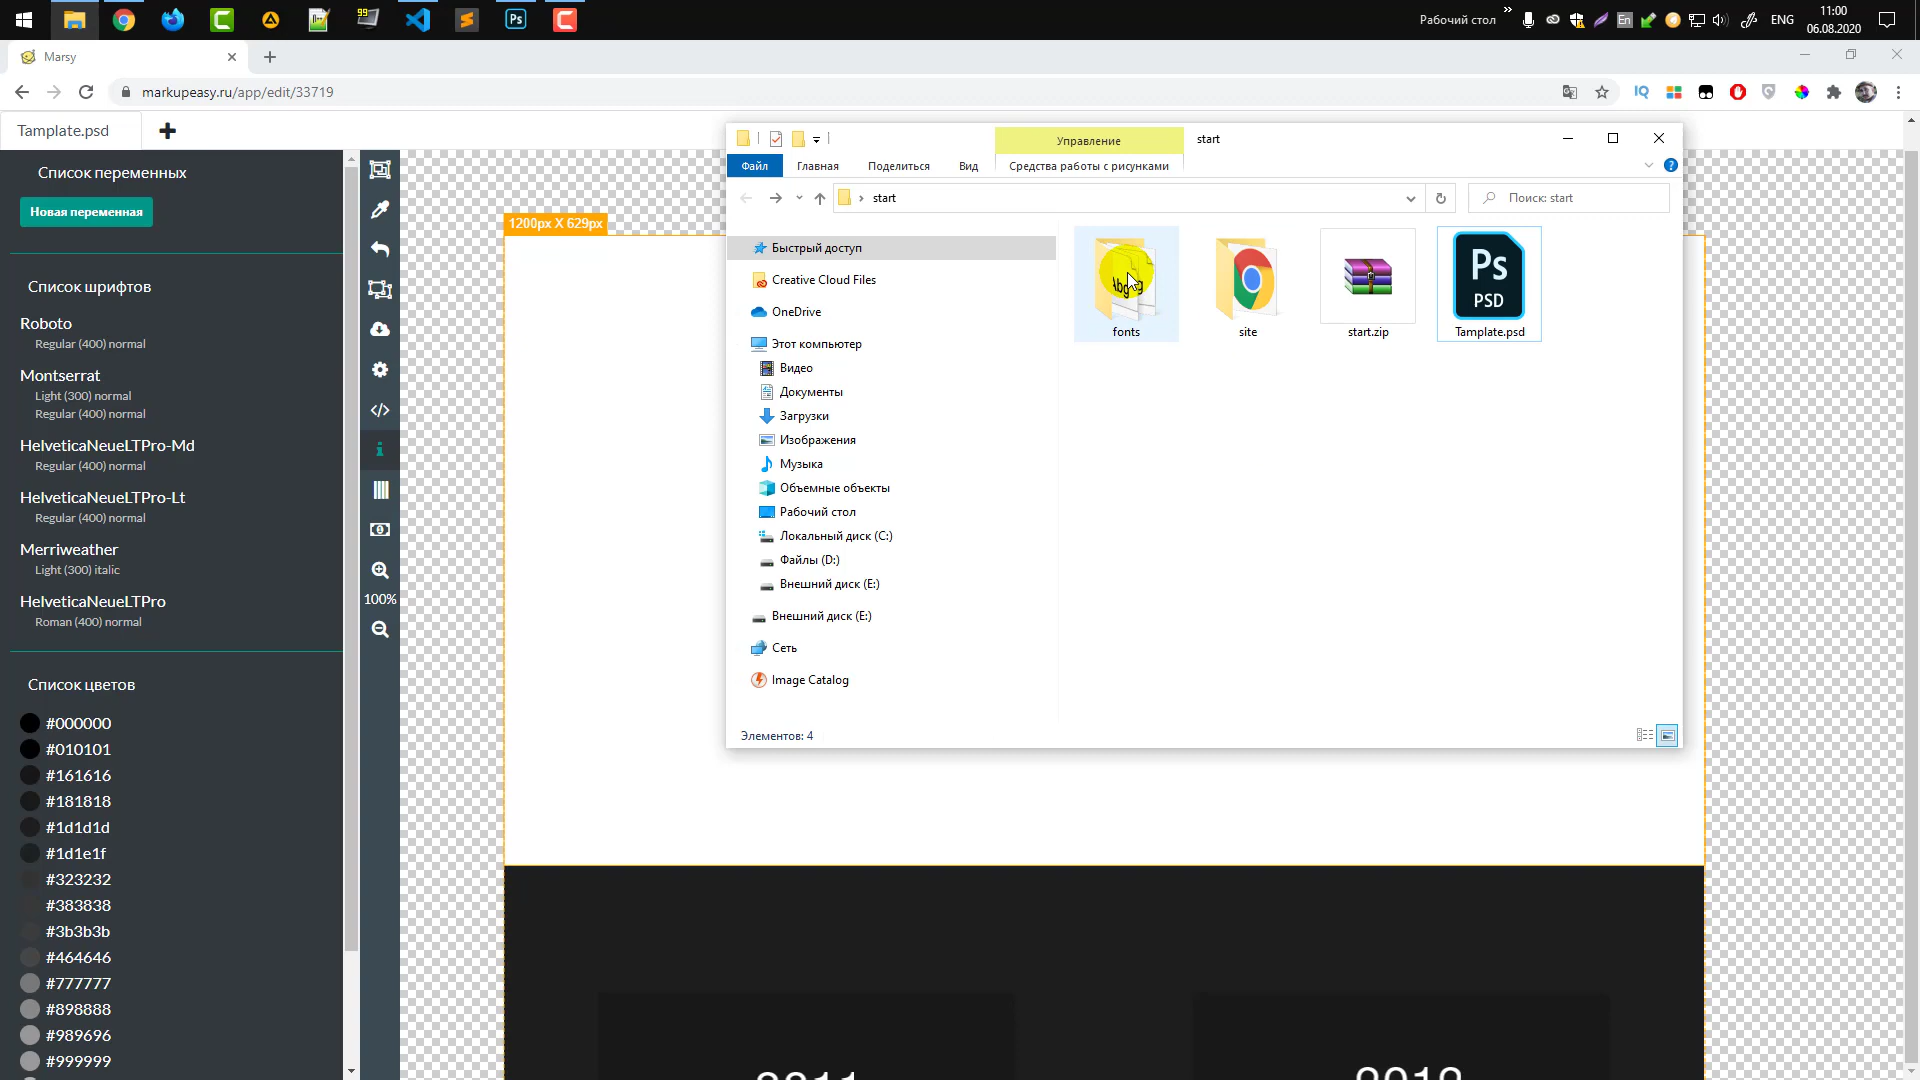 99
Ps
Рабочий стол
»
En
ENG
11:00
06.08.2020
Marsy
markupeasy.ru/app/edit/33719
IQ
Tamplate.psd
Список переменных
Новая переменная
Список шрифтов
Roboto
Regular (400) normal
Montserrat
Light (300) normal
Regular (400) normal
HelveticaNeueLTPro-Md
Regular (400) normal
HelveticaNeueLTPro-Lt
Regular (400) normal
Merriweather
Light (300) italic
HelveticaNeueLTPro
Roman (400) normal
Список цветов
#000000
#010101
#161616
#181818
#1d1d1d
#1d1e1f
#323232
#383838
#3b3b3b
#464646
#777777
#898888
#989696
#999999
100%
1200px X 629px
Управление
start
Файл
Главная
Поделиться
Вид
Средства работы с рисунками
start
Поиск: start
Быстрый доступ
Creative Cloud Files
OneDrive
Этот компьютер
Видео
Документы
Загрузки
Изображения
Музыка
Объемные объекты
Рабочий стол
Локальный диск (C:)
Файлы (D:)
Внешний диск (E:)
Внешний диск (E:)
Сеть
Image Catalog
fonts
site
start.zip
Ps
PSD
Tamplate.psd
Элементов: 4
2011
2012